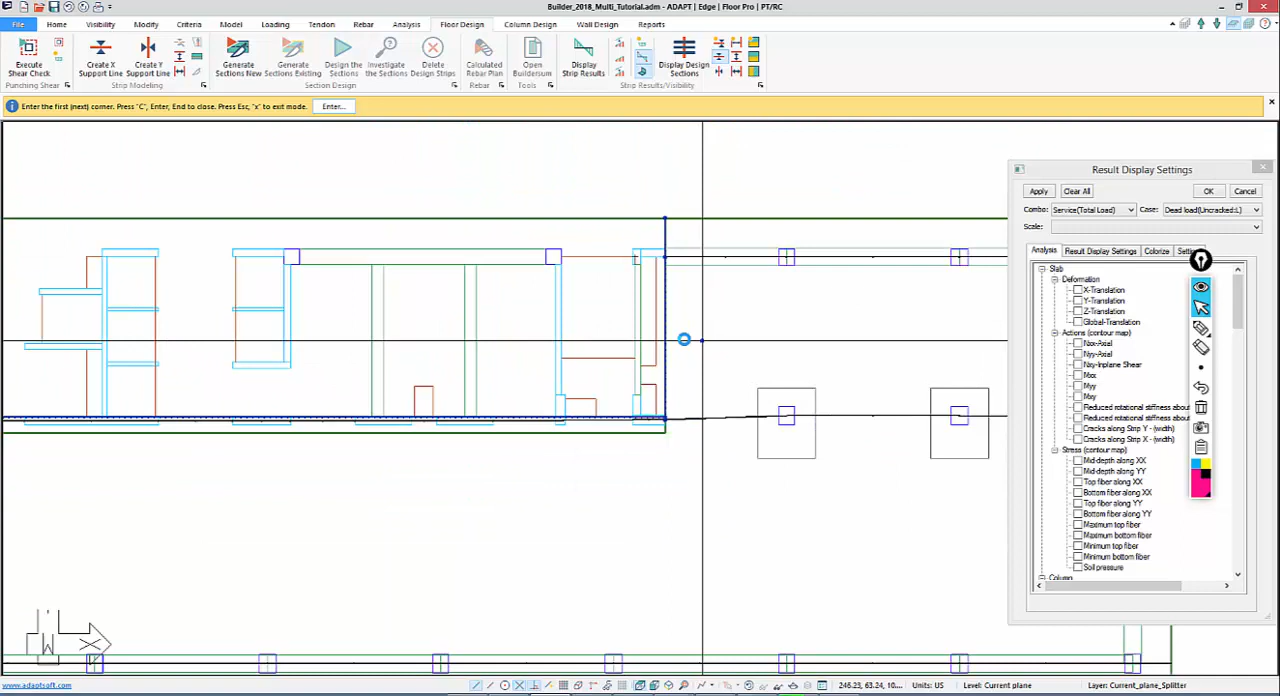 Builder_2018_Multi_Tutorial.adm - ADAPT | Edge | Floor Pro | PT/RC
File Home Visibility Modify Criteria Model Loading Tendon Rebar Analysis Floor Design Column Design Wall Design Reports
Execute Shear Check
Create X Support Line
Create Y Support Line
Generate Sections New
Generate Sections Existing
Design the Sections
Investigate the Sections
Delete Design Strips
Calculated Rebar Plan
Open Builder
Display Strip Results
Display Design Sections
Punching Shear Strip Modeling Section Design Rebar Tools Strip Results/Visibility
Enter the first (next) corner. Press "C", Enter, End to close. Press Esc, "x" to exit mode. Enter...
Result Display Settings
Apply Clear All OK Cancel
Combo: Service(Total Load) Case: Dead load(Uncracked:L)
Scale:
Analysis Result Display Settings Colorize
Slab
Deformation
X-Translation
Y-Translation
Z-Translation
Global-Translation
Actions (contour map)
Nxx-Axial
Nyy-Axial
Nxy-Inplane Shear
Mxx
Myy
Mxy
Reduced rotational stiffness about
Reduced rotational stiffness about
Cracks along Strip Y - (width)
Cracks along Strip X - (width)
Stress (contour map)
Mid-depth along XX
Mid-depth along YY
Top fiber along XX
Bottom fiber along XX
Top fiber along YY
Bottom fiber along YY
Maximum top fiber
Maximum bottom fiber
Minimum top fiber
Minimum bottom fiber
Soil pressure
Column
W X
www.adaptsoft.com 246.23, 63.24, 10... Units: US Level: Current plane Layer: Current_plane_Splitter